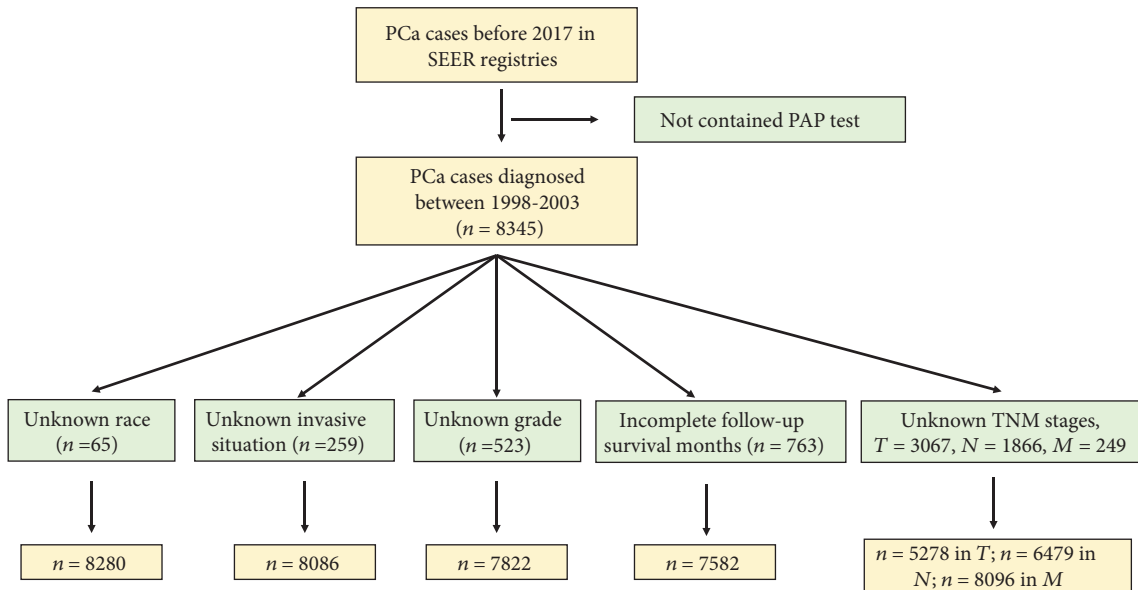 PCa cases before 2017 in
SEER registries
Not contained PAP test
PCa cases diagnosed
between 1998-2003
(n = 8345)
Unknown race
(n =65)
Unknown invasive
situation (n =259)
Unknown grade
(n =523)
Incomplete follow-up
survival months (n = 763)
Unknown TNM stages,
T = 3067, N = 1866, M = 249
n = 8280
n = 8086
n = 7822
n = 7582
n = 5278 in T; n = 6479 in
N; n = 8096 in M